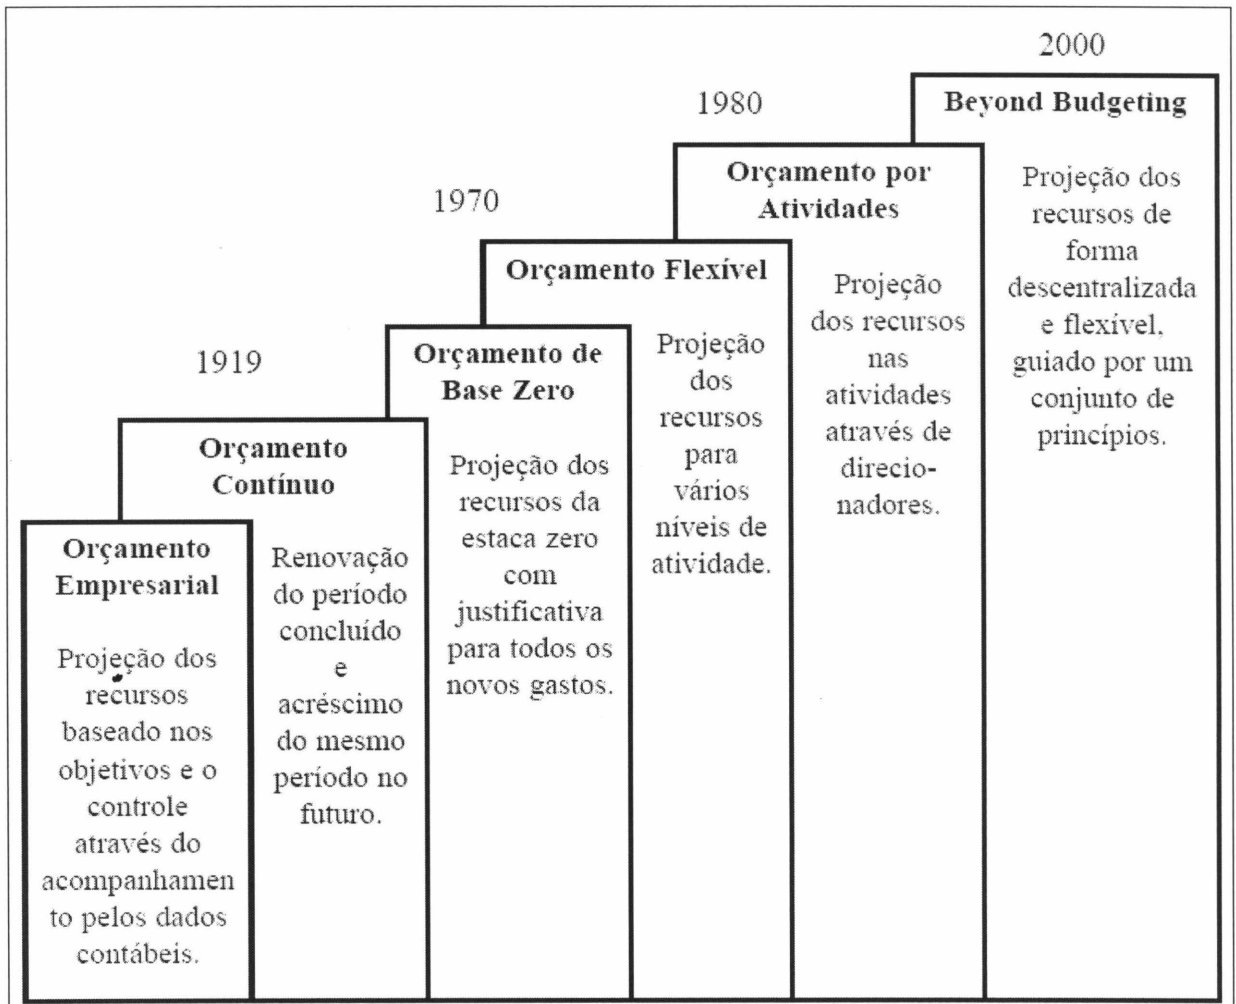 1919
1970
1980
2000
Orçamento
Empresarial
Projeção dos
recursos
baseado nos
objetivos e o
controle
através do
acompanhamen
to pelos dados
contábeis.
Orçamento
Contínuo
Renovação
do período
concluído
e
acréscimo
do mesmo
período no
futuro.
Orçamento de
Base Zero
Projeção dos
recursos da
estaca zero
com
justificativa
para todos os
novos gastos.
Orçamento Flexível
Projeção
dos
recursos
para
vários
níveis de
atividade.
Orçamento por
Atividades
Projeção
dos recursos
nas
atividades
através de
direcio-
nadores.
Beyond Budgeting
Projeção dos
recursos de
forma
descentralizada
e flexível,
guiado por um
conjunto de
princípios.